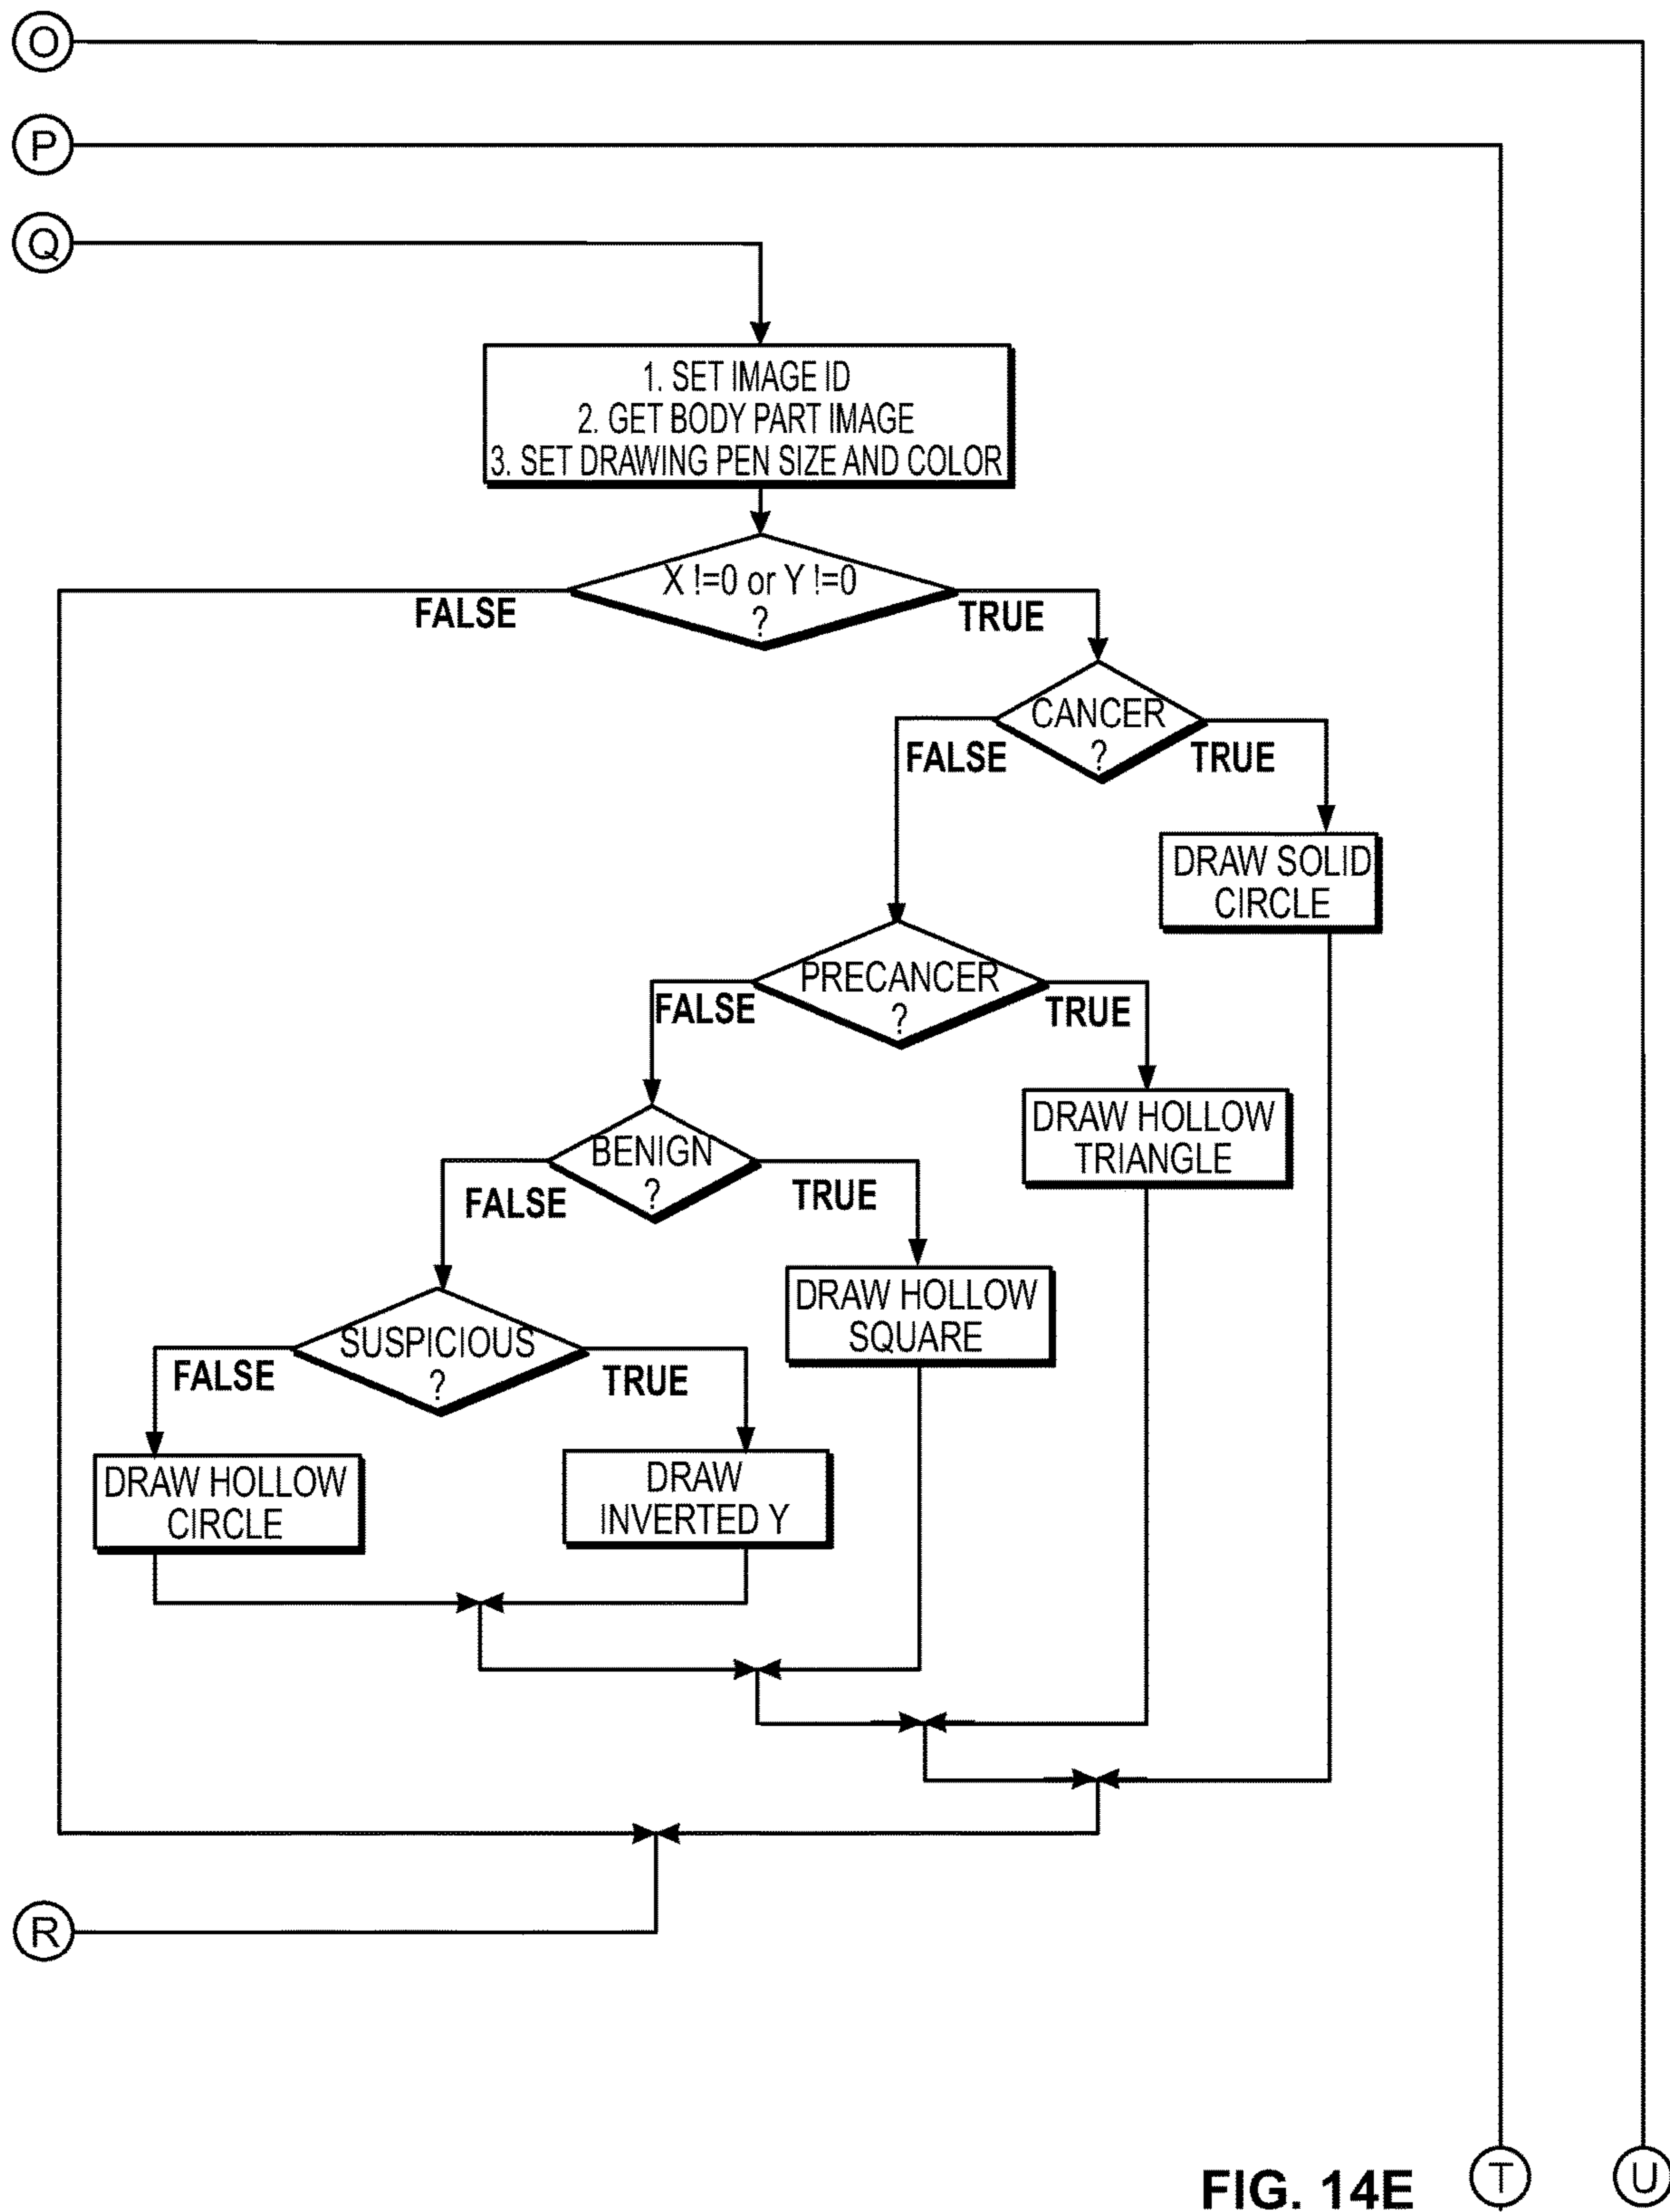 O
P
Q
1. SET IMAGE ID
2. GET BODY PART IMAGE
3. SET DRAWING PEN SIZE AND COLOR
X !=0 or Y !=0
?
FALSE
TRUE
CANCER
?
FALSE
TRUE
DRAW SOLID
CIRCLE
PRECANCER
?
FALSE
TRUE
DRAW HOLLOW
TRIANGLE
BENIGN
?
FALSE
TRUE
DRAW HOLLOW
SQUARE
SUSPICIOUS
?
FALSE
TRUE
DRAW HOLLOW
CIRCLE
DRAW
INVERTED Y
R
FIG. 14E
T
U